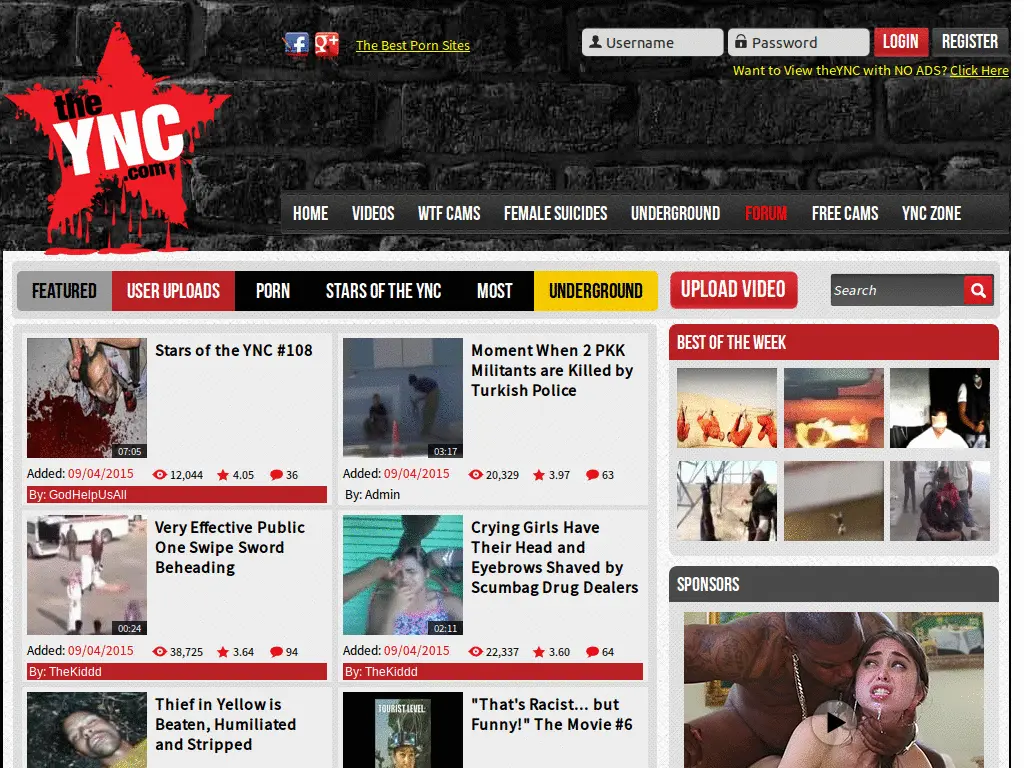 The Best Porn Sites
Username
Password
LOGIN
REGISTER
Want to View theYNC with NO ADS? Click Here
the
YNC
.com
HOME
VIDEOS
WTF CAMS
FEMALE SUICIDES
UNDERGROUND
FORUM
FREE CAMS
YNC ZONE
FEATURED
USER UPLOADS
PORN
STARS OF THE YNC
MOST
UNDERGROUND
UPLOAD VIDEO
Search
07:05
Stars of the YNC #108
Added: 09/04/2015 12,044 4.05 36
By: GodHelpUsAll
03:17
Moment When 2 PKK
Militants are Killed by
Turkish Police
Added: 09/04/2015 20,329 3.97 63
By: Admin
00:24
Very Effective Public
One Swipe Sword
Beheading
Added: 09/04/2015 38,725 3.64 94
By: TheKiddd
02:11
Crying Girls Have
Their Head and
Eyebrows Shaved by
Scumbag Drug Dealers
Added: 09/04/2015 22,337 3.60 64
By: TheKiddd
Thief in Yellow is
Beaten, Humiliated
and Stripped
TOURIST LEVEL:
"That's Racist... but
Funny!" The Movie #6
BEST OF THE WEEK
SPONSORS